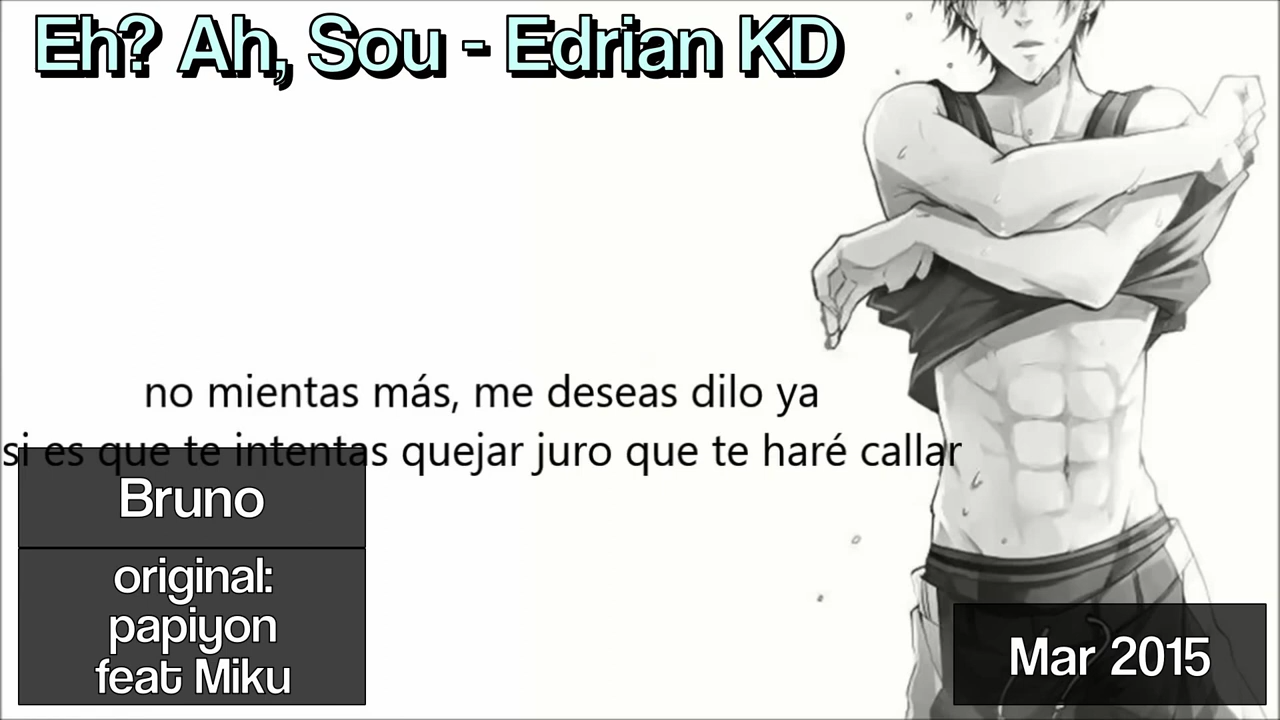 Eh? Ah, Sou - Edrian KD
no mientas más, me deseas dilo ya
si es que te intentas quejar juro que te haré callar
Bruno
original:
papiyon
feat Miku
Mar 2015